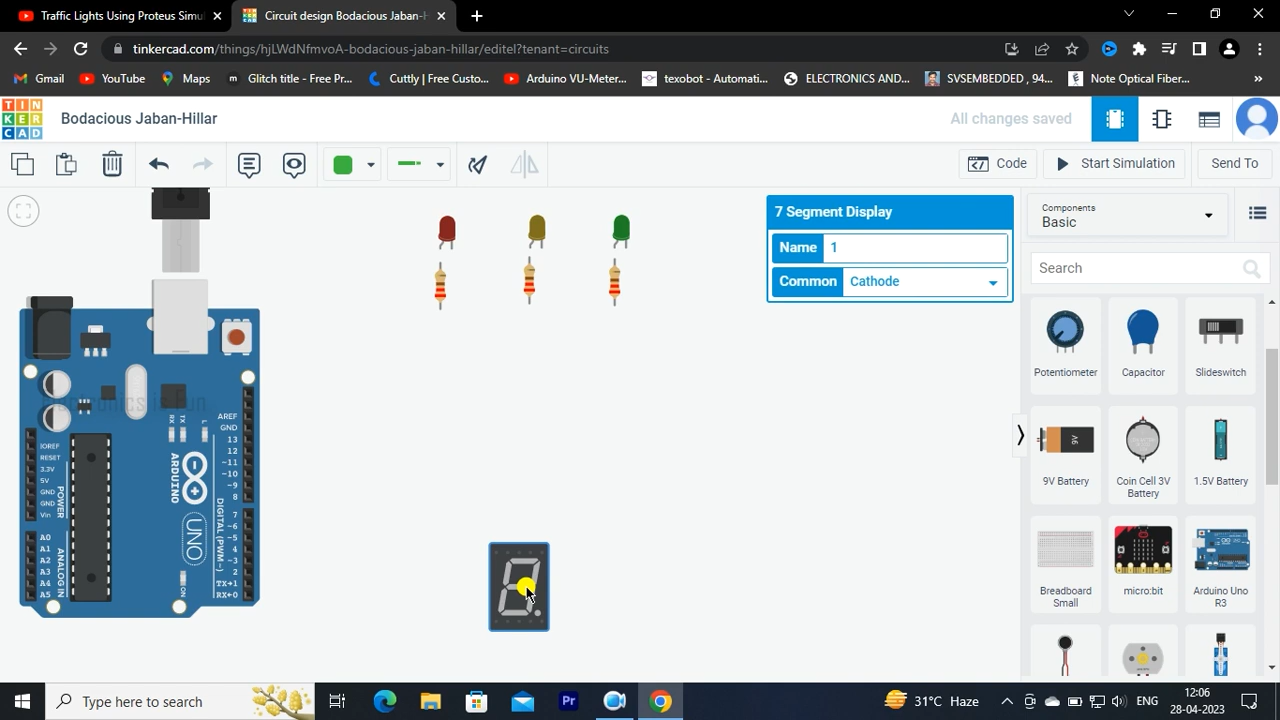 Traffic Lights Using Proteus Simul
Circuit design Bodacious Jaban-H
tinkercad.com/things/hjLWdNfmvoA-bodacious-jaban-hillar/editel?tenant=circuits
Gmail
YouTube
Maps
Glitch title - Free Pr...
Cuttly | Free Custo...
Arduino VU-Meter...
texobot - Automati...
ELECTRONICS AND...
SVSEMBEDDED , 94...
Note Optical Fiber...
TIN
KER
CAD
Bodacious Jaban-Hillar
All changes saved
Code
Start Simulation
Send To
7 Segment Display
Name 1
Common Cathode
Components
Basic
Search
Potentiometer
Capacitor
Slideswitch
9V Battery
Coin Cell 3V
Battery
1.5V Battery
Breadboard
Small
micro:bit
Arduino Uno
R3
AREF
GND
13
12
~11
~10
~9
8
7
~6
~5
4
~3
2
TX→1
RX←0
DIGITAL (PWM~)
L
TX
RX
ON
ARDUINO
UNO
IOREF
RESET
3.3V
5V
GND
GND
Vin
POWER
A0
A1
A2
A3
A4
A5
ANALOG IN
Type here to search
31°C Haze
ENG
12:06
28-04-2023